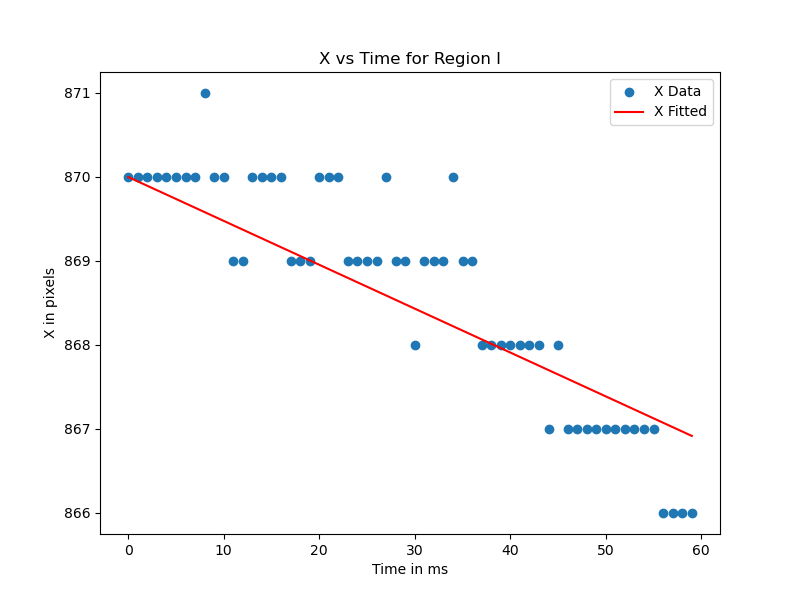 X vs Time for Region I
X Data
X Fitted
871
870
869
868
867
866
X in pixels
0 10 20 30 40 50 60
Time in ms